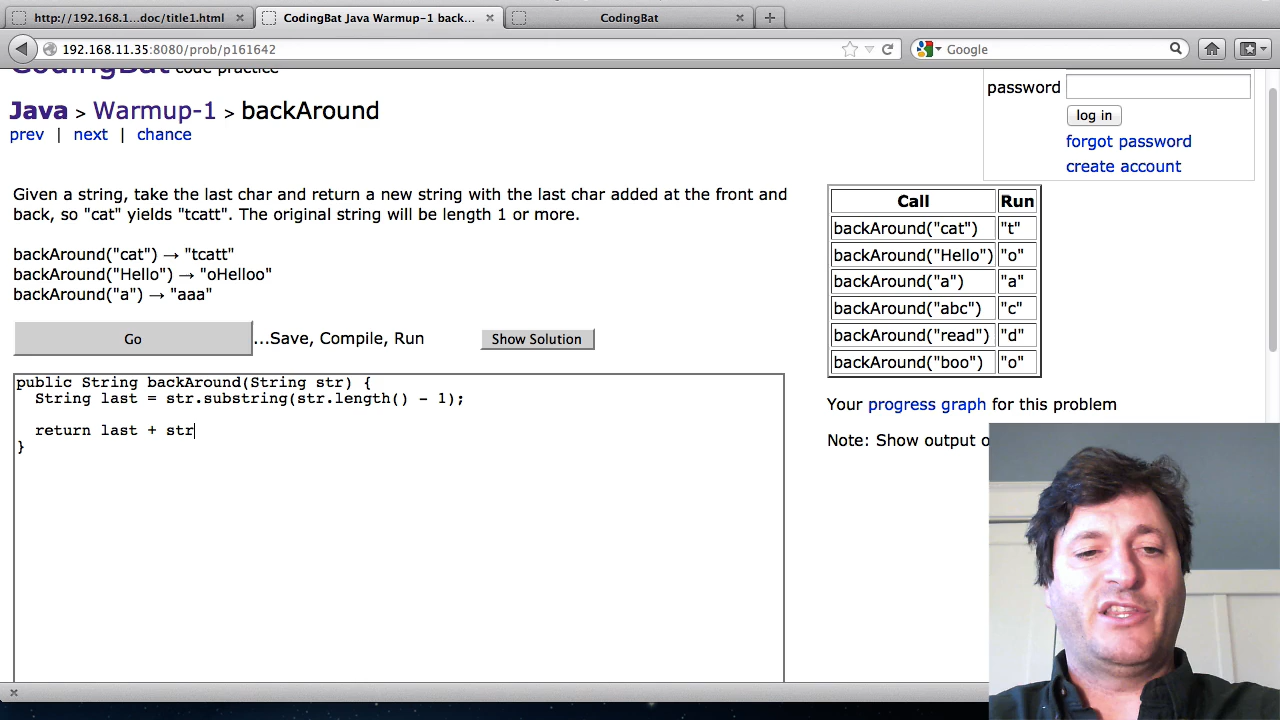 http://192.168.1...doc/title1.html
CodingBat Java Warmup-1 back...
CodingBat
192.168.11.35:8080/prob/p161642
Google
CodingBat code practice
password
log in
forgot password
create account
Java > Warmup-1 > backAround
prev | next | chance
Given a string, take the last char and return a new string with the last char added at the front and
back, so "cat" yields "tcatt". The original string will be length 1 or more.
backAround("cat") → "tcatt"
backAround("Hello") → "oHelloo"
backAround("a") → "aaa"
Go
...Save, Compile, Run
Show Solution
public String backAround(String str) {
String last = str.substring(str.length() - 1);
return last + str
}
Call Run
backAround("cat") "t"
backAround("Hello") "o"
backAround("a") "a"
backAround("abc") "c"
backAround("read") "d"
backAround("boo") "o"
Your progress graph for this problem
Note: Show output o